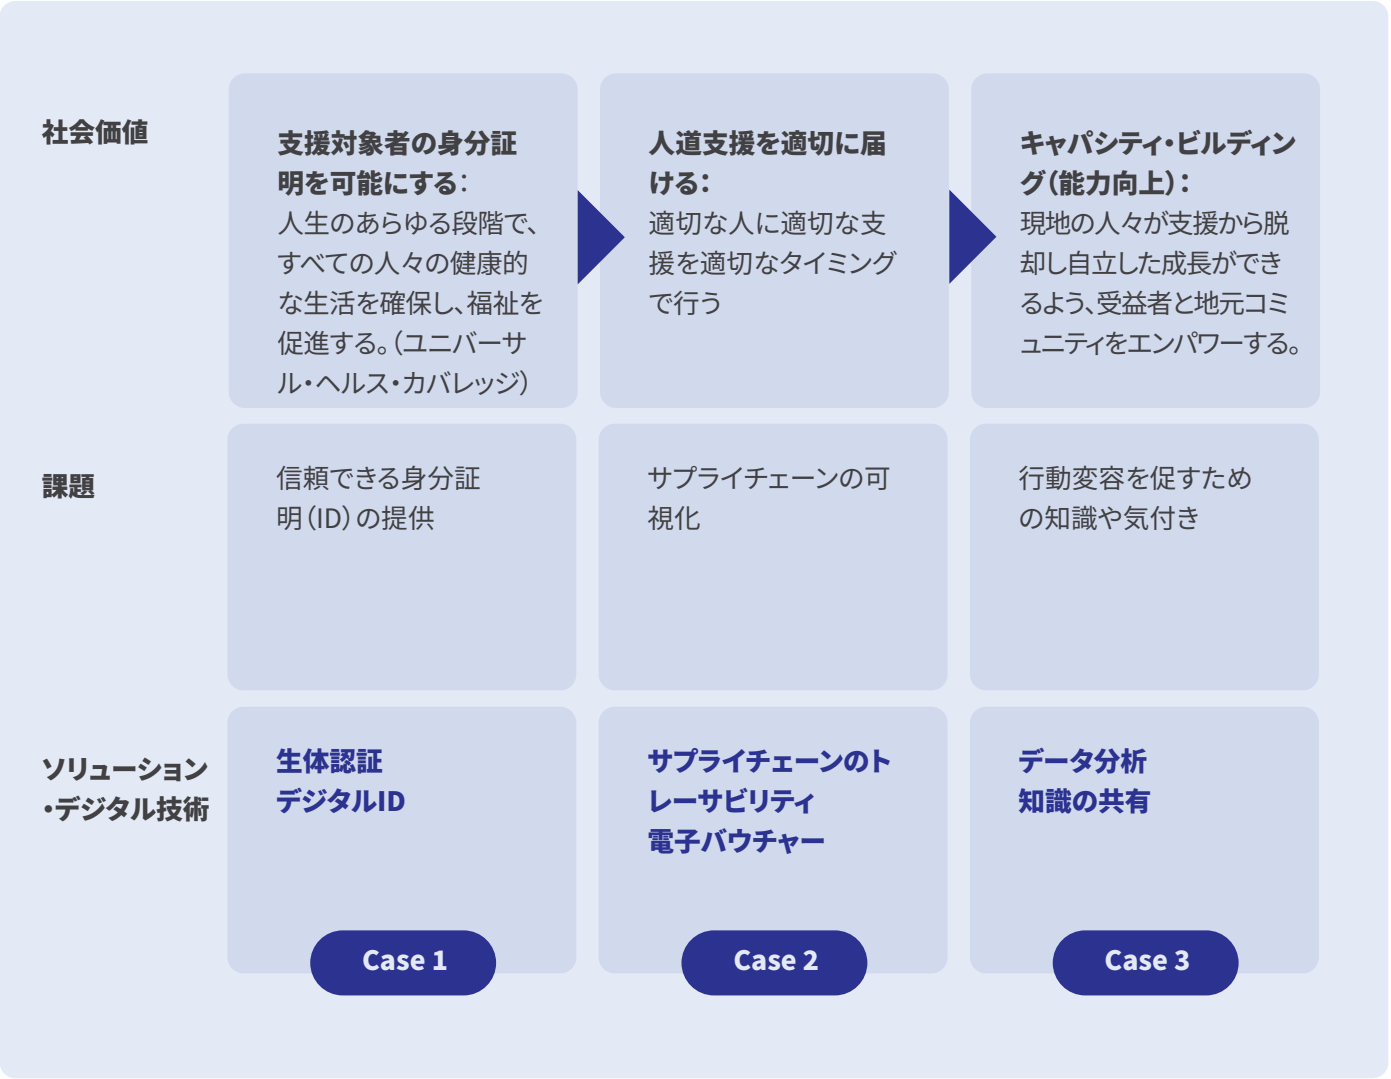 社会価値
支援対象者の身分証
明を可能にする：
人生のあらゆる段階で、
すべての人々の健康的
な生活を確保し、福祉を
促進する。（ユニバーサ
ル・ヘルス・カバレッジ）
人道支援を適切に届
ける：
適切な人に適切な支
援を適切なタイミング
で行う
キャパシティ・ビルディン
グ（能力向上）：
現地の人々が支援から脱
却し自立した成長ができ
るよう、受益者と地元コミ
ュニティをエンパワーする。
課題
信頼できる身分証
明（ID）の提供
サプライチェーンの可
視化
行動変容を促すため
の知識や気付き
ソリューション
・デジタル技術
生体認証
デジタルID
サプライチェーンのト
レーサビリティ
電子バウチャー
データ分析
知識の共有
Case 1
Case 2
Case 3